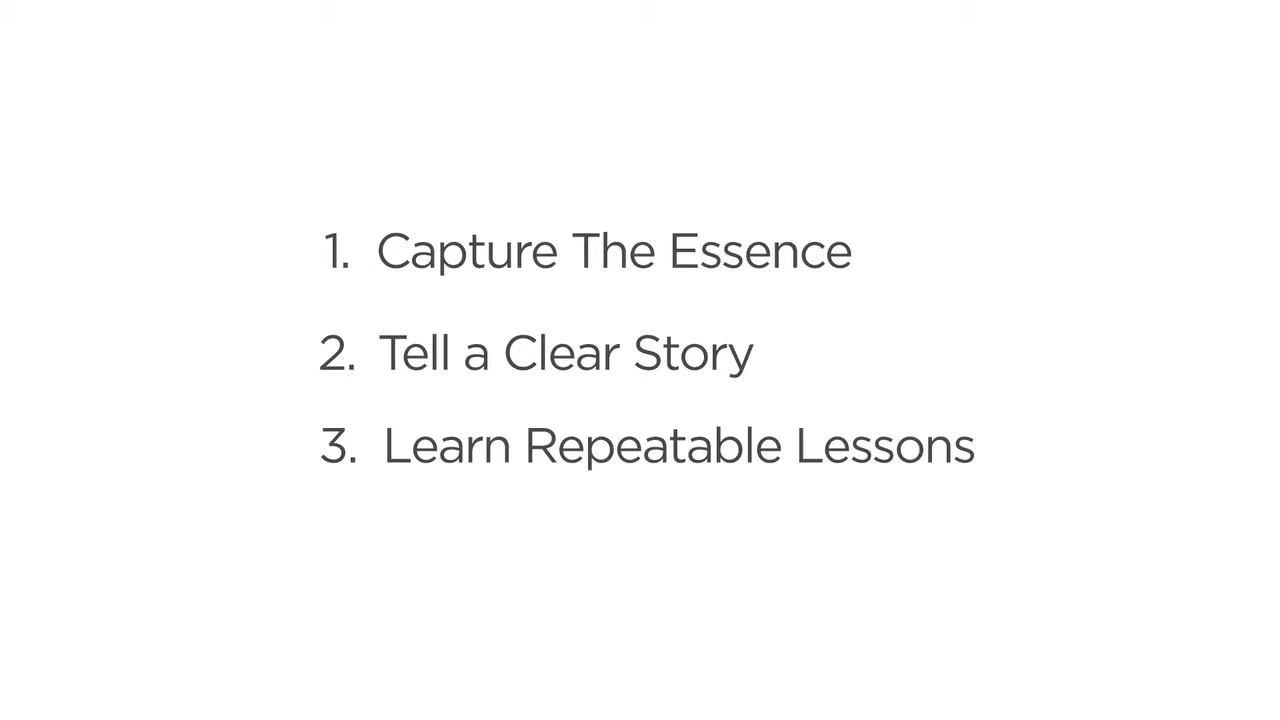 1. Capture The Essence
2. Tell a Clear Story
3. Learn Repeatable Lessons